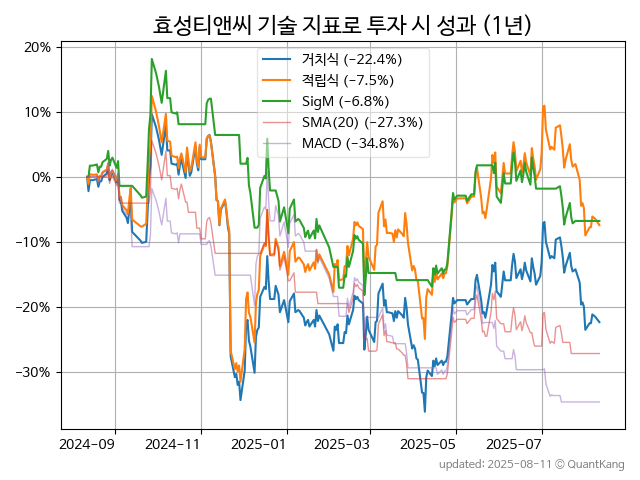 효성티앤씨 기술 지표로 투자 시 성과 (1년)
거치식 (−22.4%)
적립식 (−7.5%)
SigM (−6.8%)
SMA(20) (−27.3%)
MACD (−34.8%)
20%
10%
0%
−10%
−20%
−30%
2024-09 2024-11 2025-01 2025-03 2025-05 2025-07
updated: 2025-08-11 © QuantKang